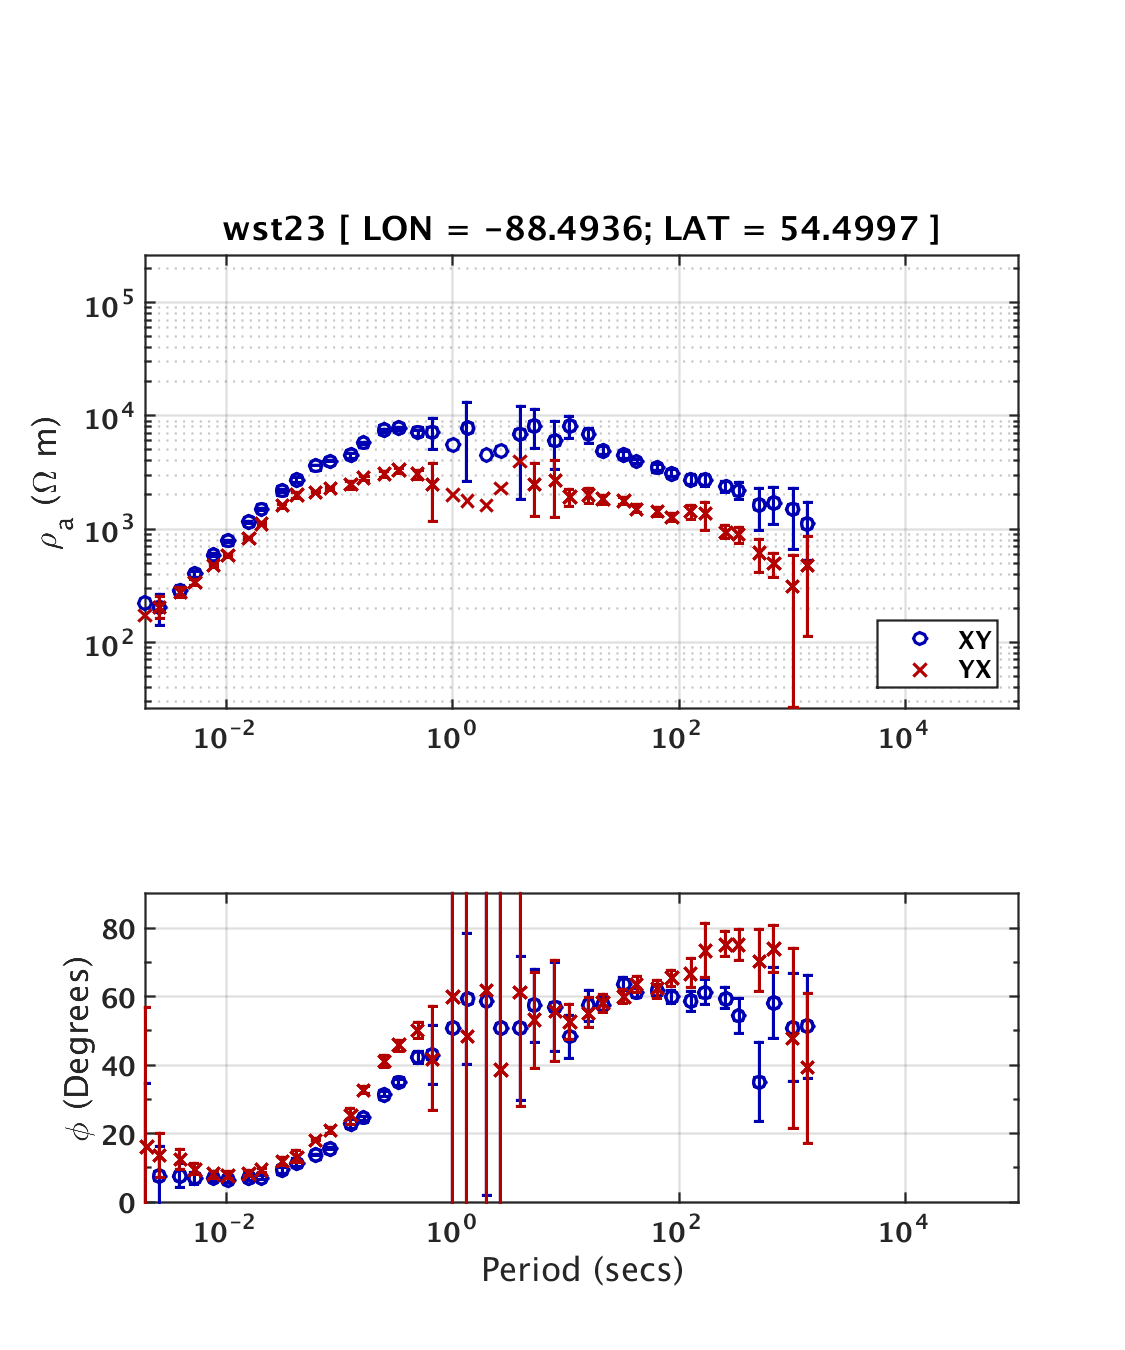 wst23 [ LON = -88.4936; LAT = 54.4997 ]
ρa (Ω m)
10^5
10^4
10^3
10^2
XY
YX
10^-2 10^0 10^2 10^4
ϕ (Degrees)
80
60
40
20
0
10^-2 10^0 10^2 10^4
Period (secs)